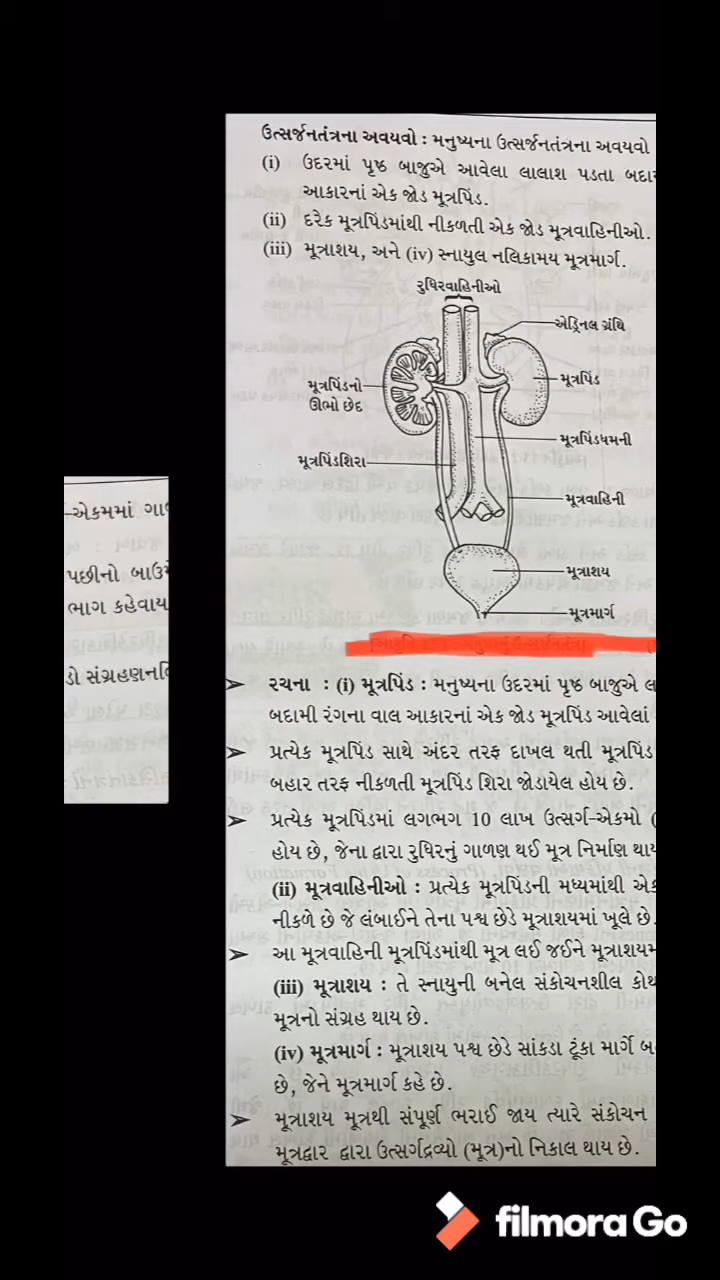 ઉત્સર્જનતંત્રના અવયવો : મનુષ્યના ઉત્સર્જનતંત્રના અવયવો
(i) ઉદરમાં પૃષ્ઠ બાજુએ આવેલા લાલાશ પડતા
આકારનાં એક જોડ મૂત્રપિંડ.
(ii) દરેક મૂત્રપિંડમાંથી નીકળતી એક જોડ મૂત્રવાહિનીઓ.
(iii) મૂત્રાશય, અને (iv) સ્નાયુલ નલિકામય મૂત્રમાર્ગ.
રુધિરવાહિનીઓ
એડ્રિનલ ગ્રંથિ
મૂત્રપિંડનો
ઊભો છેદ
મૂત્રપિંડ
મૂત્રપિંડધમની
મૂત્રપિંડશિરા
મૂત્રવાહિની
મૂત્રાશય
મૂત્રમાર્ગ
-એકમમાં
પછીનો
ભાગ કહેવાય
➤ રચના : (i) મૂત્રપિંડ : મનુષ્યના ઉદરમાં પૃષ્ઠ બાજુએ
બદામી રંગના વાલ આકારનાં એક જોડ મૂત્રપિંડ આવેલાં
➤ પ્રત્યેક મૂત્રપિંડ સાથે અંદર તરફ દાખલ થતી મૂત્રપિંડ
બહાર તરફ નીકળતી મૂત્રપિંડ શિરા જોડાયેલ હોય છે.
➤ પ્રત્યેક મૂત્રપિંડમાં લગભગ 10 લાખ ઉત્સર્ગ-એકમો (
હોય છે, જેના દ્વારા રુધિરનું ગાળણ થઈ મૂત્ર નિર્માણ થાય
(ii) મૂત્રવાહિનીઓ : પ્રત્યેક મૂત્રપિંડની મધ્યમાંથી એક
નીકળે છે જે લંબાઈને તેના પશ્ચ છેડે મૂત્રાશયમાં ખૂલે છે.
➤ આ મૂત્રવાહિની મૂત્રપિંડમાંથી મૂત્ર લઈ જઈને
(iii) મૂત્રાશય : તે સ્નાયુની બનેલ સંકોચનશીલ
મૂત્રનો સંગ્રહ થાય છે.
(iv) મૂત્રમાર્ગ : મૂત્રાશય પશ્ચ છેડે સાંકડા ટૂંકા માર્ગે
છે, જેને મૂત્રમાર્ગ કહે છે.
➤ મૂત્રાશય મૂત્રથી સંપૂર્ણ ભરાઈ જાય ત્યારે સંકોચન
મૂત્રદ્વાર દ્વારા ઉત્સર્ગદ્રવ્યો (મૂત્ર)નો નિકાલ થાય છે.
filmora Go